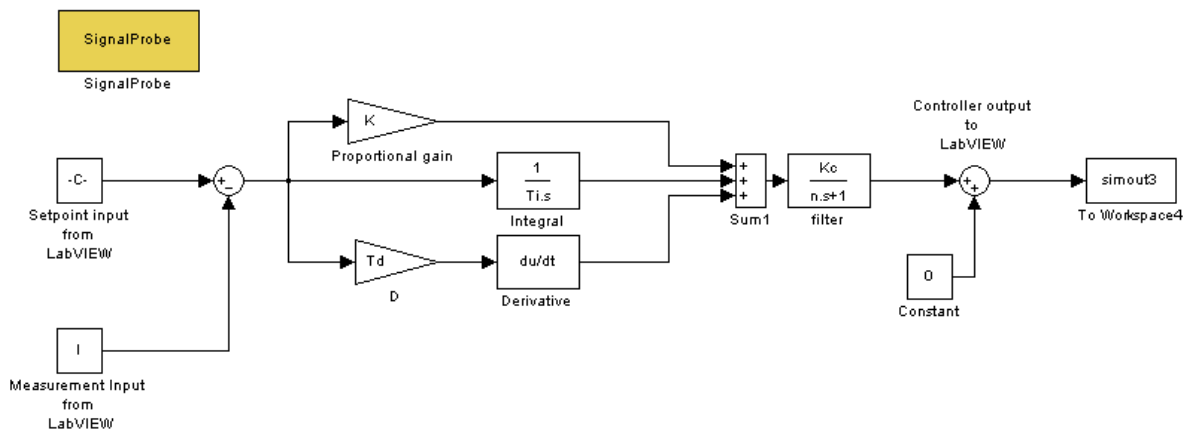 SignalProbe
SignalProbe
-C-
Setpoint input
from
LabVIEW
I
Measurement Input
from
LabVIEW
+
-
K
Proportional gain
1
Ti.s
Integral
Td
D
du/dt
Derivative
+
+
+
Sum1
Kc
n.s+1
filter
Controller output
to
LabVIEW
+
+
0
Constant
simout3
To Workspace4